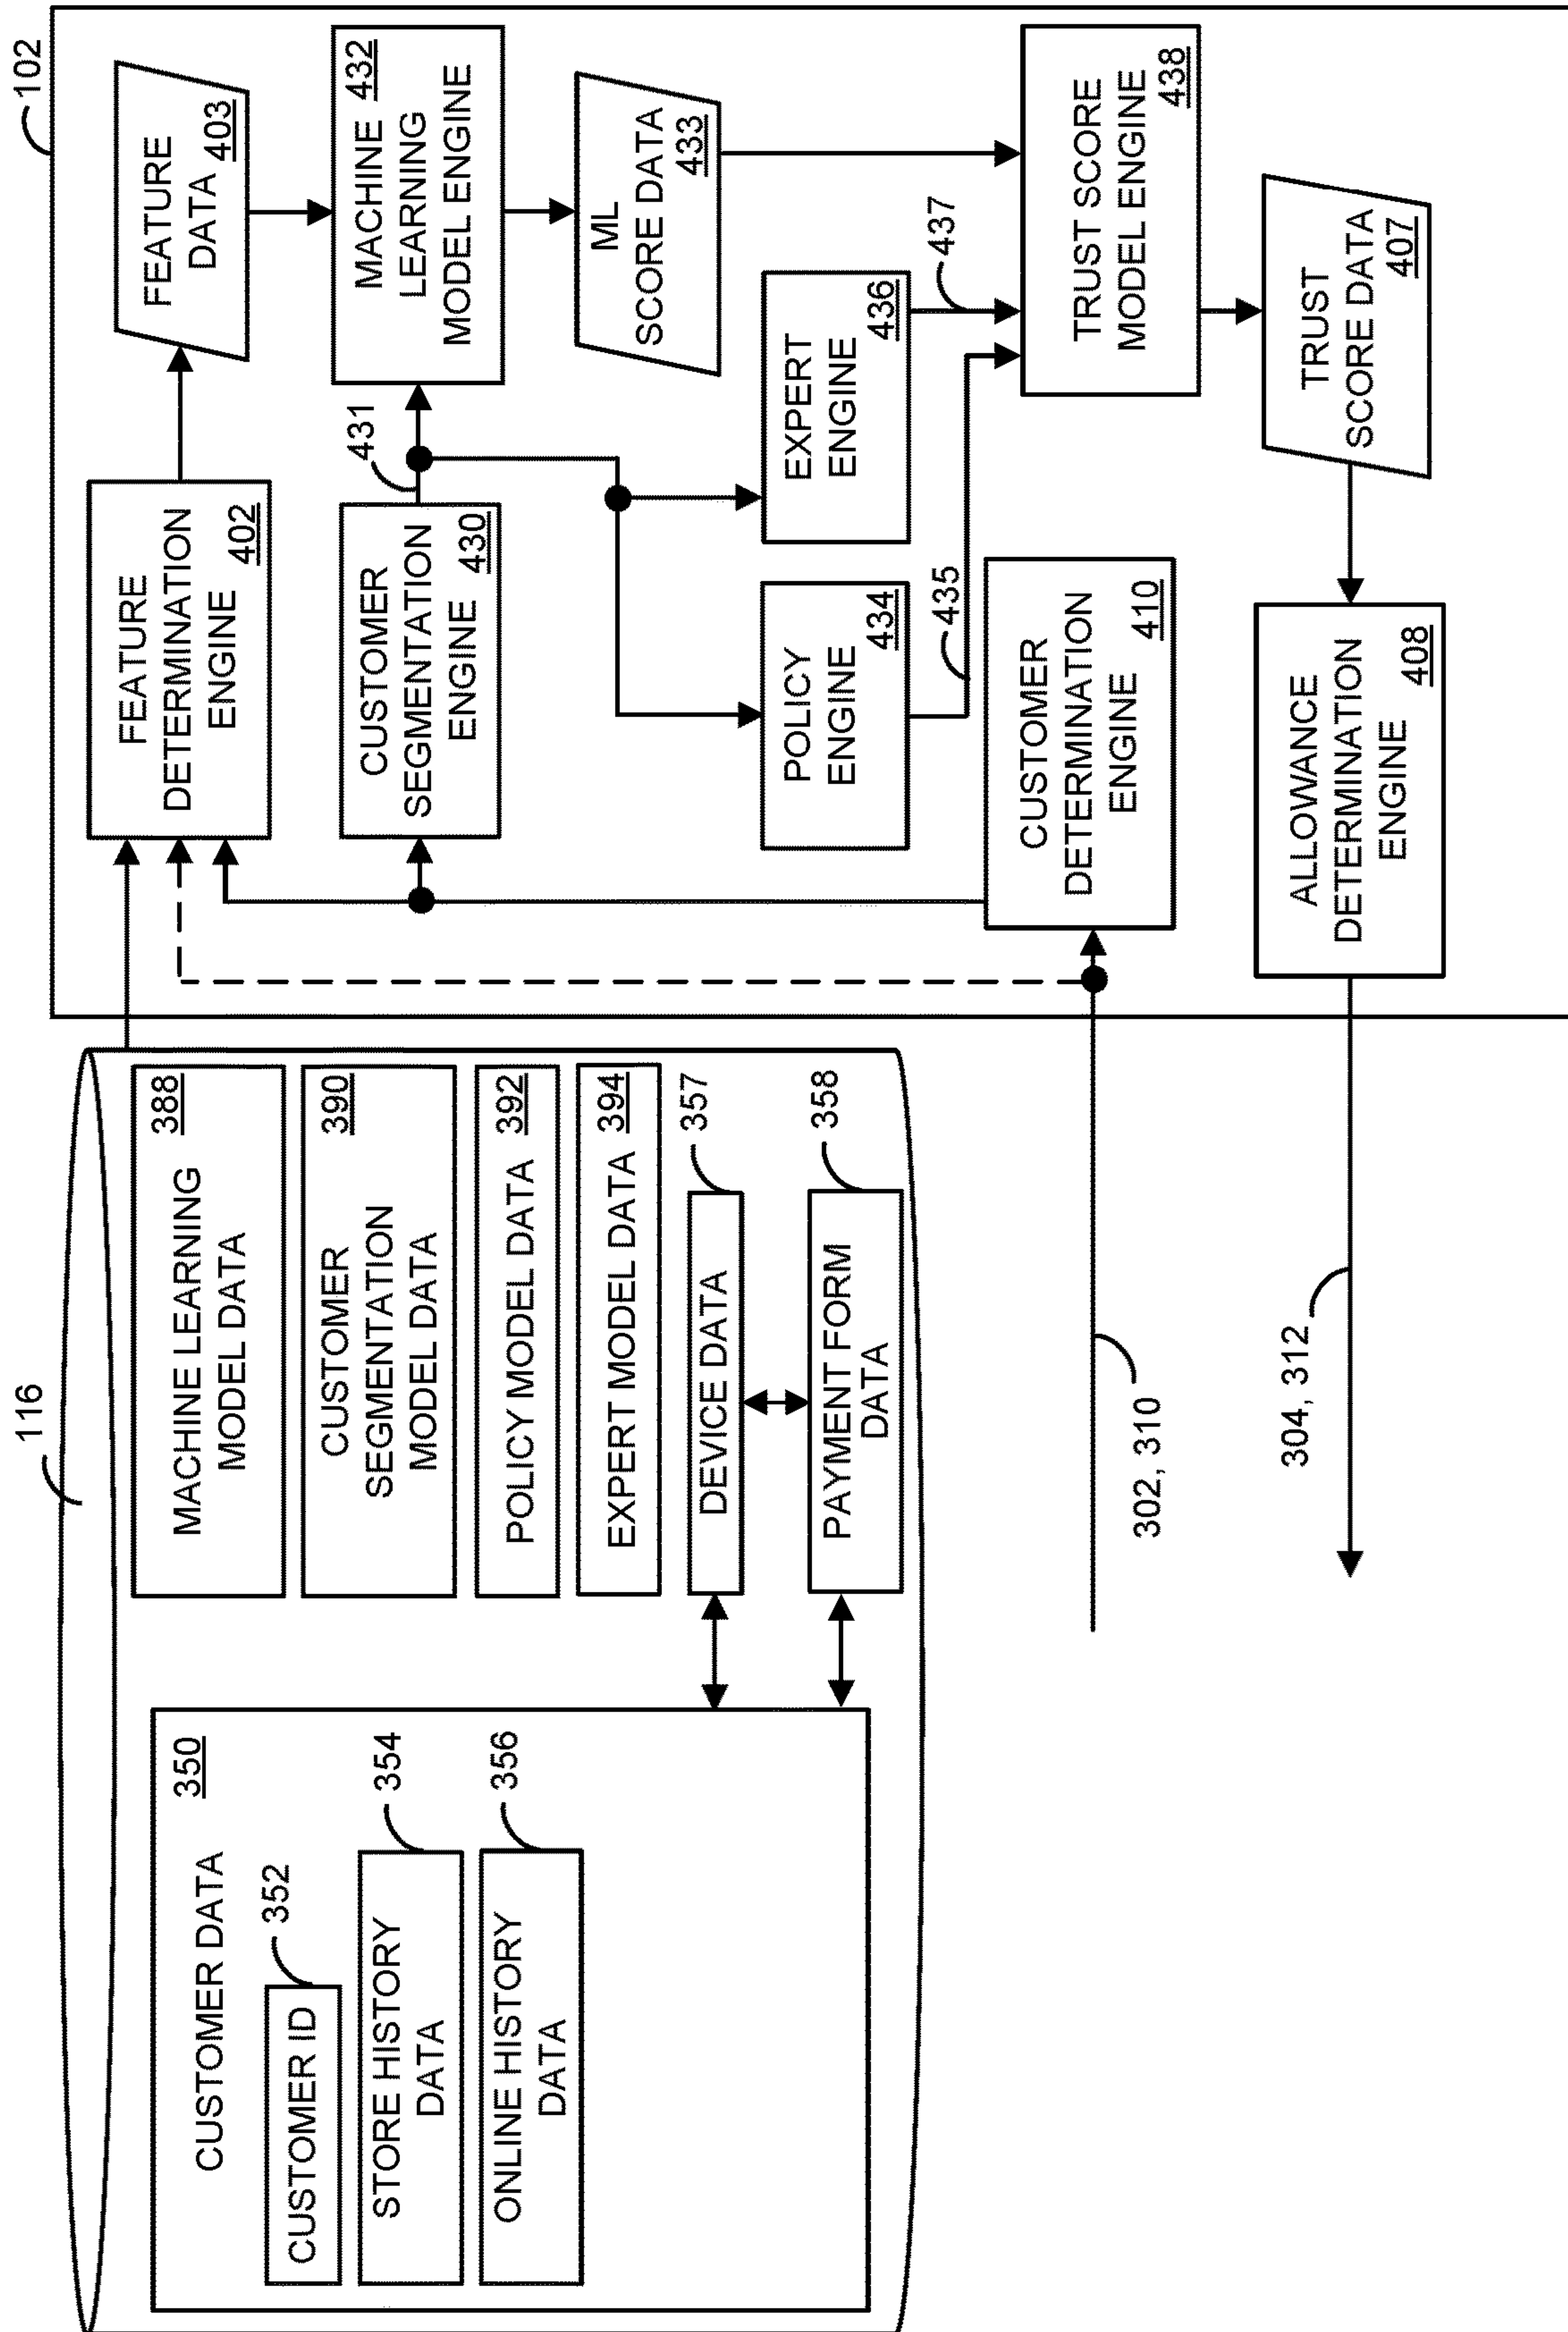 116
CUSTOMER DATA
350
CUSTOMER ID
352
STORE HISTORY
DATA
354
ONLINE HISTORY
DATA
356
MACHINE LEARNING
MODEL DATA
388
CUSTOMER
SEGMENTATION
MODEL DATA
390
POLICY MODEL DATA
392
EXPERT MODEL DATA
394
DEVICE DATA
357
PAYMENT FORM
DATA
358
302, 310
304, 312
102
FEATURE
DETERMINATION
ENGINE
402
FEATURE
DATA
403
CUSTOMER
SEGMENTATION
ENGINE
430
431
MACHINE
LEARNING
MODEL ENGINE
432
ML
SCORE DATA
433
POLICY
ENGINE
434
EXPERT
ENGINE
436
435
437
CUSTOMER
DETERMINATION
ENGINE
410
TRUST SCORE
MODEL ENGINE
438
ALLOWANCE
DETERMINATION
ENGINE
408
TRUST
SCORE DATA
407